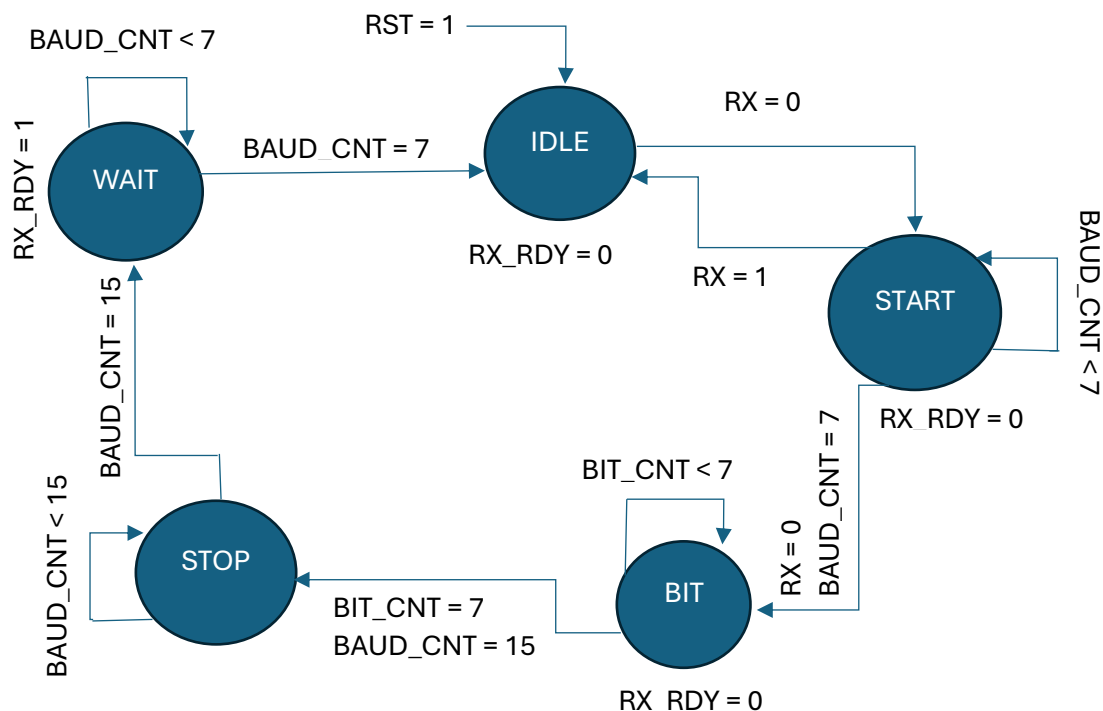 RST = 1
BAUD_CNT < 7
RX = 0
IDLE
BAUD_CNT = 7
WAIT
RX_RDY = 1
RX_RDY = 0
RX = 1
START
BAUD_CNT < 7
RX_RDY = 0
BAUD_CNT = 15
BIT_CNT < 7
RX = 0
BAUD_CNT = 7
BAUD_CNT < 15
STOP
BIT
BIT_CNT = 7
BAUD_CNT = 15
RX_RDY = 0